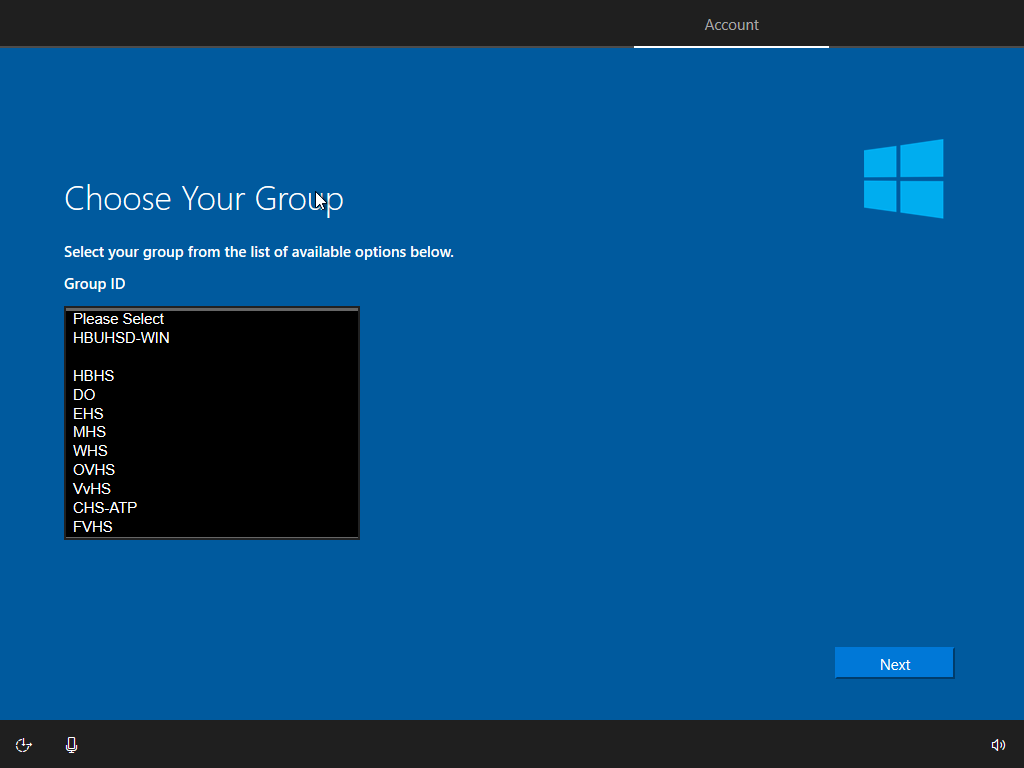 Account
Choose Your Group
Select your group from the list of available options below.
Group ID
Please Select
HBUHSD-WIN
HBHS
DO
EHS
MHS
WHS
OVHS
VvHS
CHS-ATP
FVHS
Next